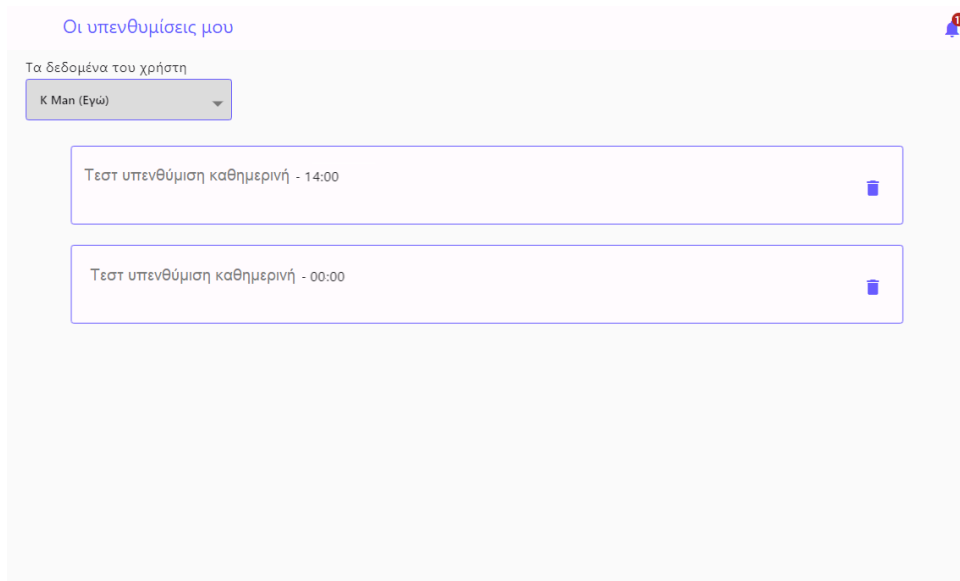 Οι υπενθυμίσεις μου
1
Τα δεδομένα του χρήστη
K Man (Εγώ)
Τεστ υπενθύμιση καθημερινή - 14:00
Τεστ υπενθύμιση καθημερινή - 00:00